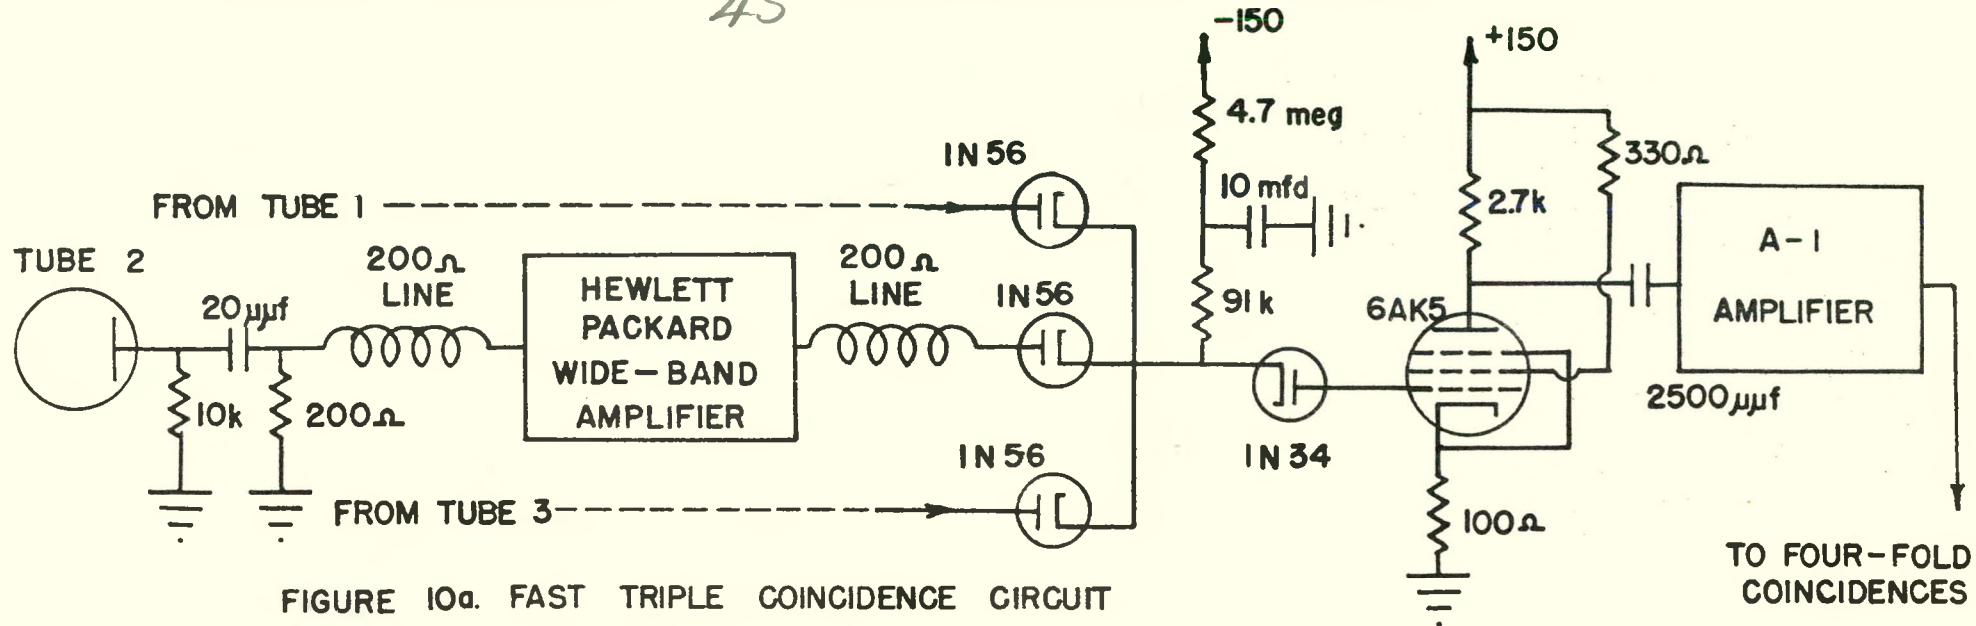 45
-150
+150
4.7 meg
330Ω
IN56
10 mfd
2.7k
FROM TUBE 1
A-1
AMPLIFIER
TUBE 2
200Ω
LINE
HEWLETT
PACKARD
WIDE-BAND
AMPLIFIER
200Ω
LINE
IN56
91k
6AK5
20μμf
10k
200Ω
2500μμf
IN56
IN34
FROM TUBE 3
100Ω
TO FOUR-FOLD
COINCIDENCES
FIGURE 10a. FAST TRIPLE COINCIDENCE CIRCUIT